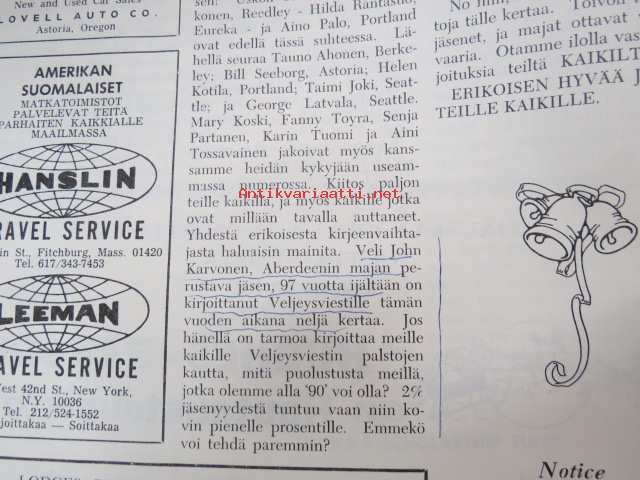 New and Used Car Sales
LOVELL AUTO CO.
Astoria, Oregon
AMERIKAN
SUOMALAISET
MATKATOIMISTOT
PALVELEVAT TEITÄ
PARHAITEN KAIKKIALLE
MAAILMASSA
HANSLIN
RAVEL SERVICE
in St., Fitchburg, Mass. 01420
Tel. 617/343-7453
LEEMAN
AVEL SERVICE
est 42nd St., New York,
N.Y. 10036
Tel. 212/524-1552
joittakaa — Soittakaa
konen, Reedley - Hilda Rantastio,
Eureka - ja Aino Palo, Portland
ovat edellä tässä suhteessa. Lä-
hellä seuraa Tauno Ahonen, Berke-
ley; Bill Seeborg, Astoria; Helen
Kotila, Portland; Taimi Joki, Seat-
tle; ja George Latvala, Seattle.
Mary Koski, Fanny Toyra, Senja
Partanen, Karin Tuomi ja Aini
Tossavainen jakoivat myös kans-
samme heidän kykyjään useam-
massa numerossa. Kiitos paljon
teille kaikilla, ja myös kaikille jotka
ovat millään tavalla auttaneet.
Yhdestä erikoisesta kirjeenvaihta-
jasta haluaisin mainita. Veli John
Karvonen, Aberdeenin majan pe-
rustava jäsen, 97 vuotta ijältään on
kirjoittanut Veljeysviestille tämän
vuoden aikana neljä kertaa. Jos
hänellä on tarmoa kirjoittaa meille
kaikille Veljeysviestin palstojen
kautta, mitä puolustusta meillä,
jotka olemme alla '90' voi olla? 2%
jäsenyydestä tuntuu vaan niin ko-
vin pienelle prosentille. Emmekö
voi tehdä paremmin?
toja tälle kertaa.
jäsenet, ja majat ottavat
vaaria. Otamme ilolla vas
joituksia teiltä KAIKILT
ERIKOISEN HYVÄÄ J
TEILLE KAIKILLE.
Notice
Antikvariaatti.net